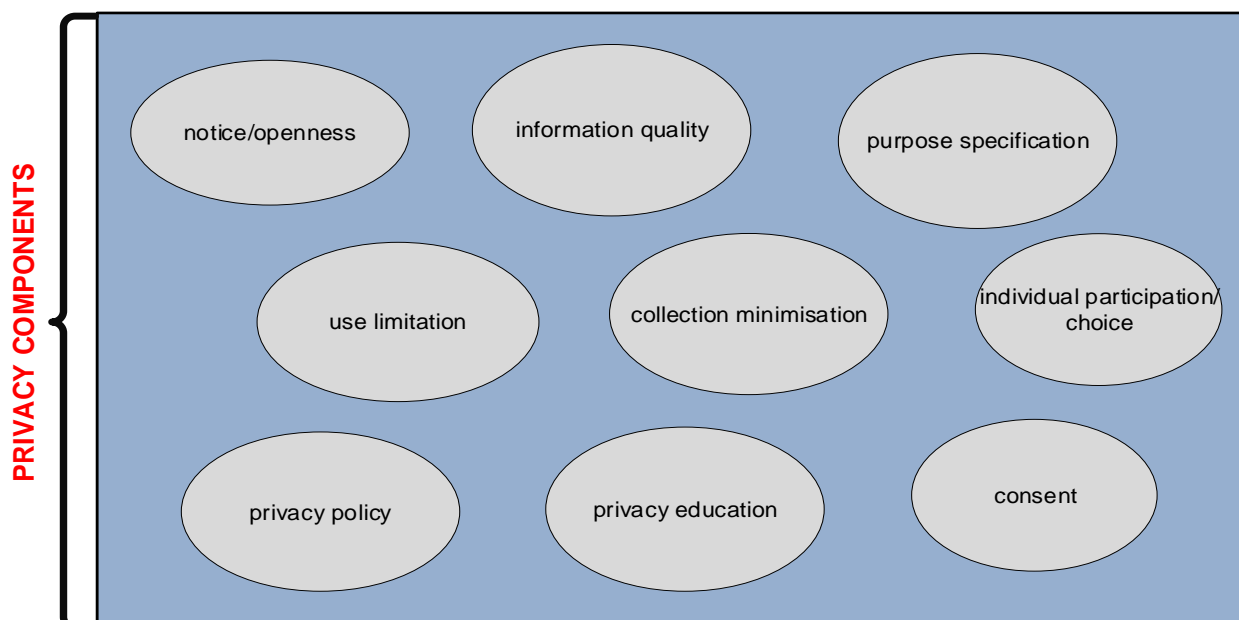 PRIVACY COMPONENTS
notice/openness
information quality
purpose specification
use limitation
collection minimisation
individual participation/
choice
privacy policy
privacy education
consent